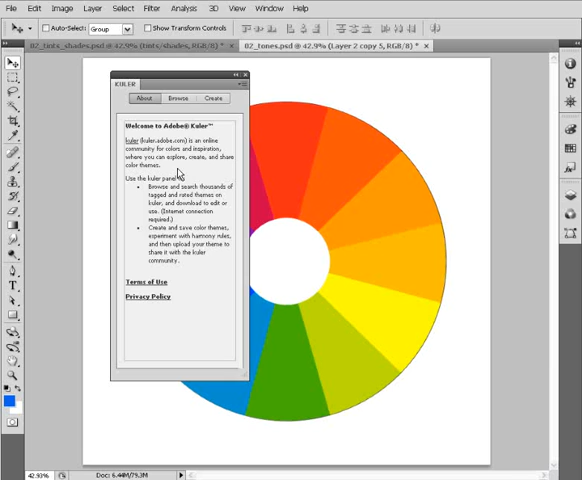 File Edit Image Layer Select Filter Analysis 3D View Window Help
Auto-Select: Group Show Transform Controls
02_tints_shades.psd @ 42.9% (tints/shades, RGB/8) * × 02_tones.psd @ 42.9% (Layer 2 copy 5, RGB/8) * ×
KULER
About Browse Create
Welcome to Adobe® Kuler™
kuler (kuler.adobe.com) is an online
community for colors and inspiration,
where you can explore, create, and share
color themes.
Use the kuler panel
• Browse and search thousands of
tagged and rated themes on
kuler, and download to edit or
use. (Internet connection
required.)
• Create and save color themes,
experiment with harmony rules,
and then upload your theme to
share it with the kuler
community.
Terms of Use
Privacy Policy
42.93% Doc: 6.44M/79.3M